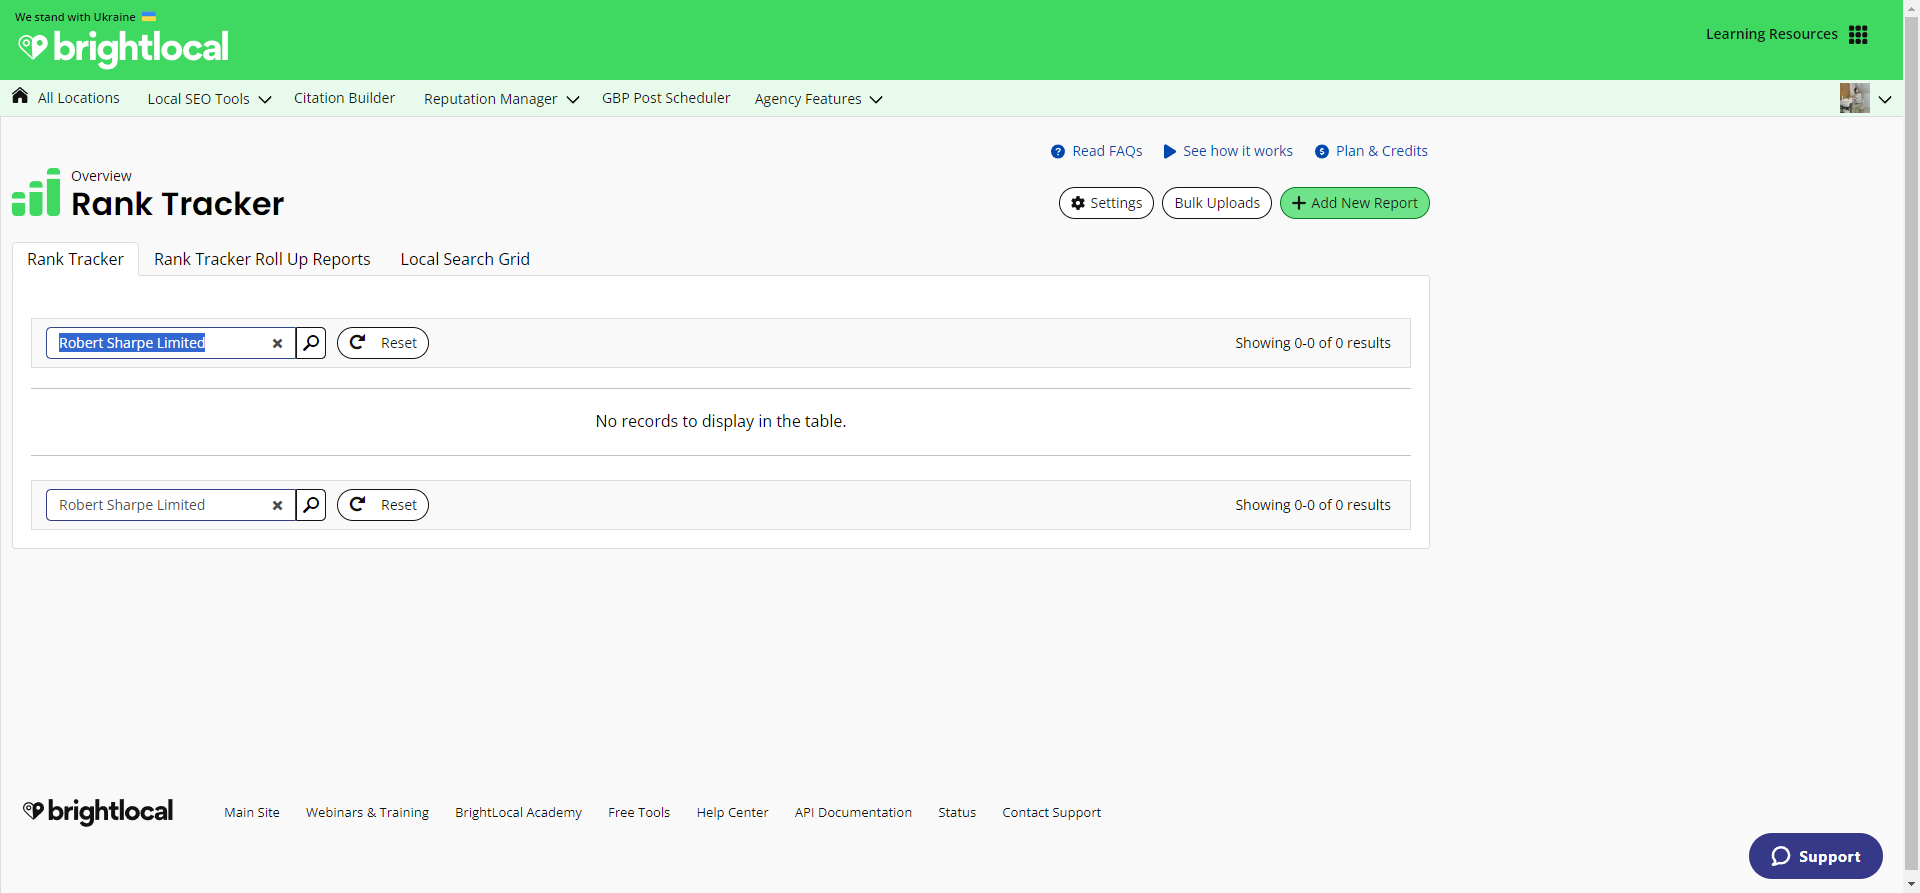 We stand with Ukraine
brightlocal
Learning Resources
All Locations Local SEO Tools Citation Builder Reputation Manager GBP Post Scheduler Agency Features
Read FAQs See how it works Plan & Credits
Overview
Rank Tracker
Settings Bulk Uploads Add New Report
Rank Tracker Rank Tracker Roll Up Reports Local Search Grid
Robert Sharpe Limited Reset Showing 0-0 of 0 results
No records to display in the table.
Robert Sharpe Limited Reset Showing 0-0 of 0 results
brightlocal Main Site Webinars & Training BrightLocal Academy Free Tools Help Center API Documentation Status Contact Support
Support